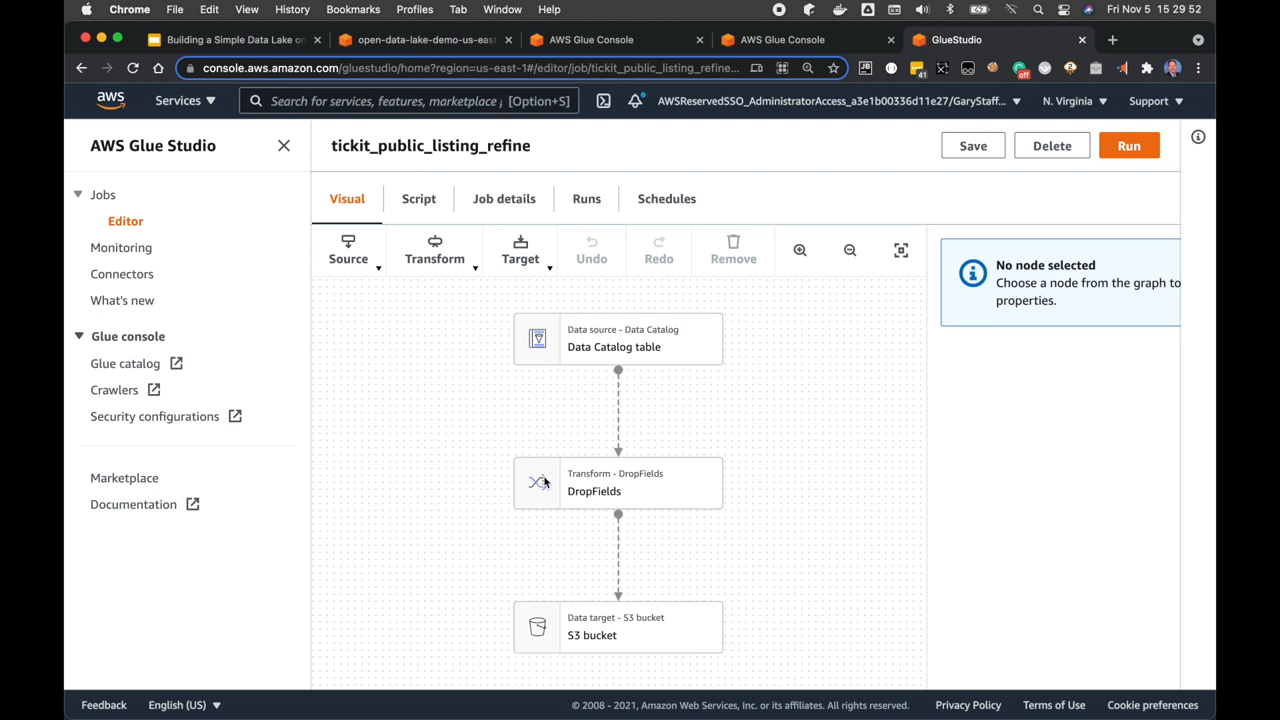 Chrome File Edit View History Bookmarks Profiles Tab Window Help Fri Nov 5 15 29 52
Building a Simple Data Lake on
open-data-lake-demo-us-eas
AWS Glue Console
AWS Glue Console
GlueStudio
console.aws.amazon.com/gluestudio/home?region=us-east-1#/editor/job/tickit_public_listing_refine...
41
off
aws Services Search for services, features, marketplace p [Option+S] AWSReservedSSO_AdministratorAccess_a3e1b00336d11e27/GaryStaff... N. Virginia Support
AWS Glue Studio
Jobs
Editor
Monitoring
Connectors
What's new
Glue console
Glue catalog
Crawlers
Security configurations
Marketplace
Documentation
tickit_public_listing_refine
Save Delete Run
Visual Script Job details Runs Schedules
Source Transform Target Undo Redo Remove
Data source - Data Catalog
Data Catalog table
Transform - DropFields
DropFields
Data target - S3 bucket
S3 bucket
No node selected
Choose a node from the graph to
properties.
Feedback English (US) © 2008 - 2021, Amazon Web Services, Inc. or its affiliates. All rights reserved. Privacy Policy Terms of Use Cookie preferences